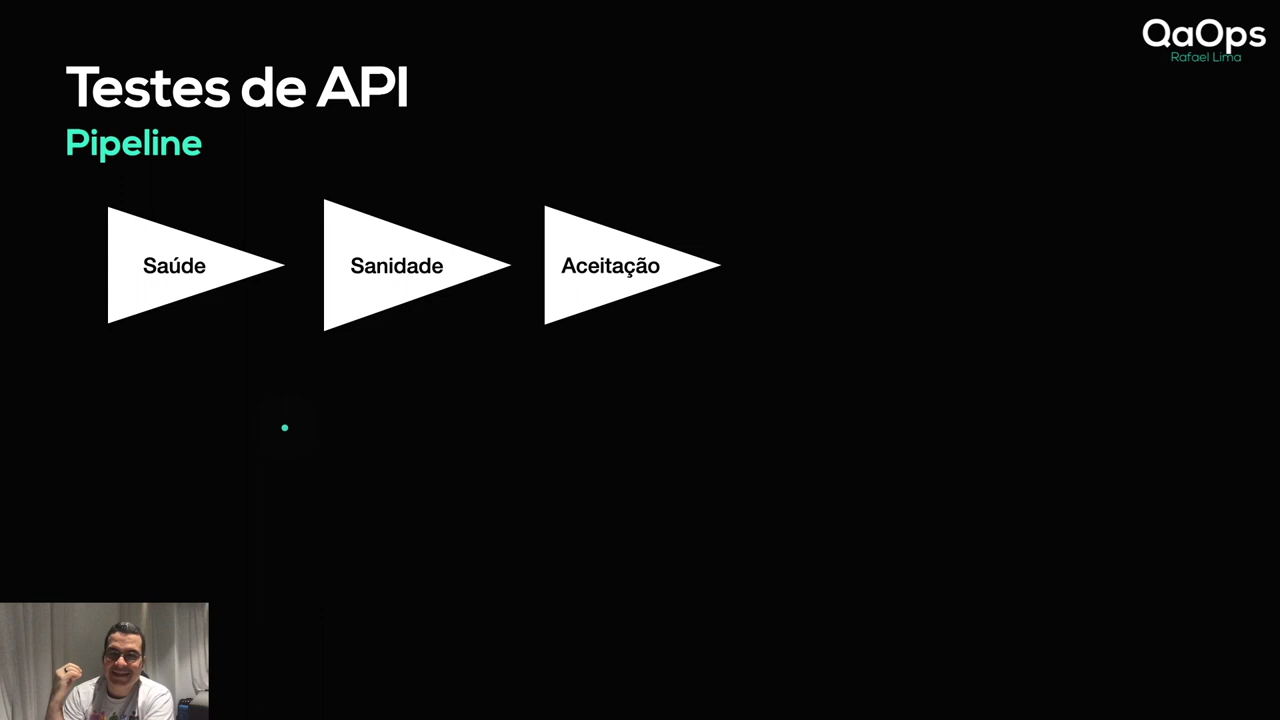 QaOps
Rafael Lima
Testes de API
Pipeline
Saúde
Sanidade
Aceitação